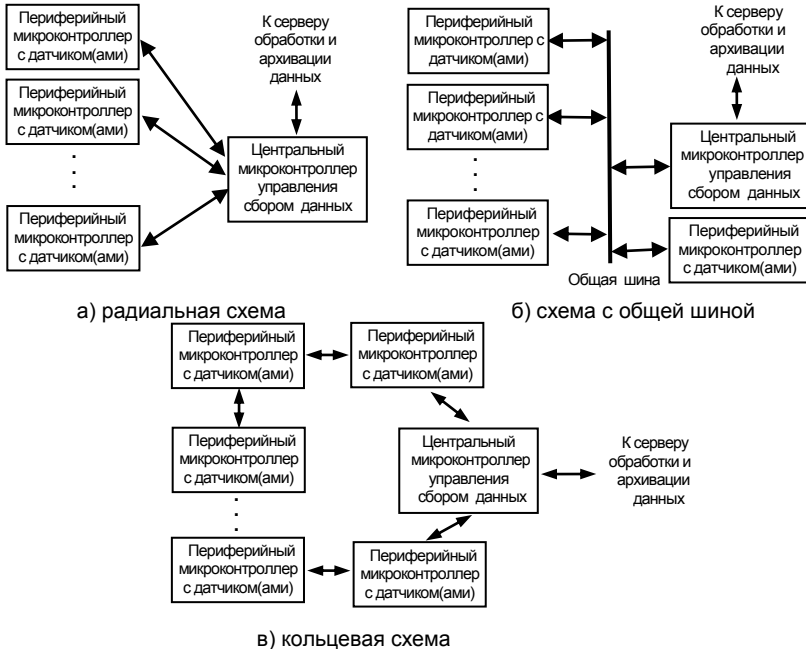 Периферийный
микроконтроллер
с датчиком(ами)
Периферийный
микроконтроллер
с датчиком(ами)
.
.
.
Периферийный
микроконтроллер
с датчиком(ами)
К серверу
обработки и
архивации
данных
Центральный
микроконтроллер
управления
сбором данных
а) радиальная схема
Периферийный
микроконтроллер с
датчиком(ами)
Периферийный
микроконтроллер с
датчиком(ами)
.
.
.
Периферийный
микроконтроллер
с датчиком(ами)
Общая шина
К серверу
обработки и
архивации
данных
Центральный
микроконтроллер
управления
сбором данных
Периферийный
микроконтроллер
с датчиком(ами)
б) схема с общей шиной
Периферийный
микроконтроллер
с датчиком(ами)
Периферийный
микроконтроллер
с датчиком(ами)
Периферийный
микроконтроллер
с датчиком(ами)
.
.
.
Центральный
микроконтроллер
управления
сбором данных
К серверу
обработки и
архивации
данных
Периферийный
микроконтроллер
с датчиком(ами)
Периферийный
микроконтроллер
с датчиком(ами)
в) кольцевая схема